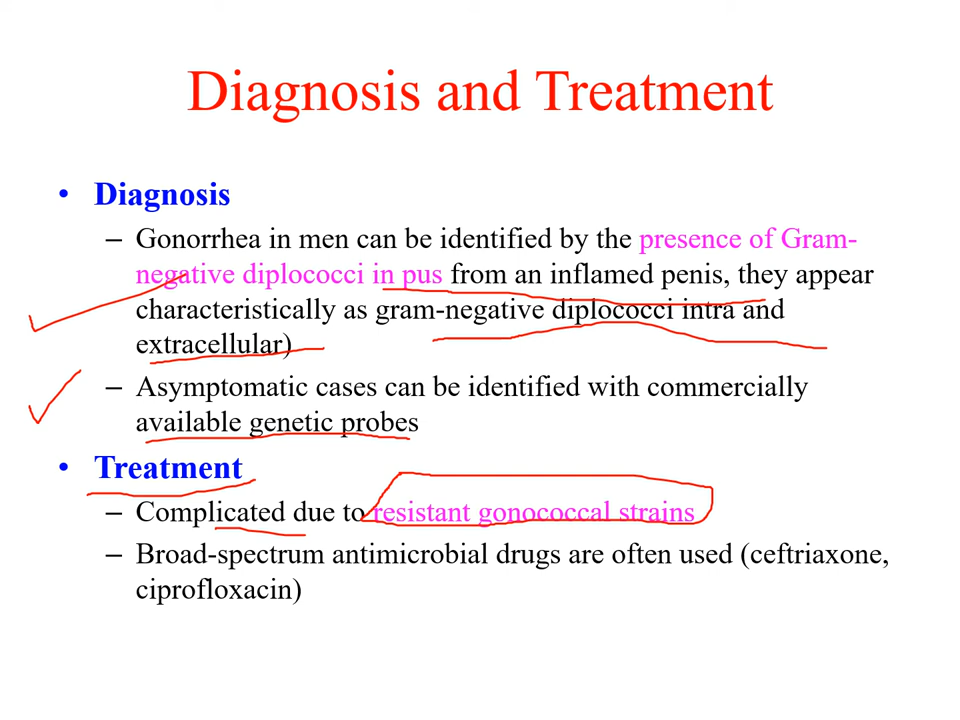 Diagnosis and Treatment
• Diagnosis
– Gonorrhea in men can be identified by the presence of Gram-
negative diplococci in pus from an inflamed penis, they appear
characteristically as gram-negative diplococci intra and
extracellular)
– Asymptomatic cases can be identified with commercially
available genetic probes
• Treatment
– Complicated due to resistant gonococcal strains
– Broad-spectrum antimicrobial drugs are often used (ceftriaxone,
ciprofloxacin)